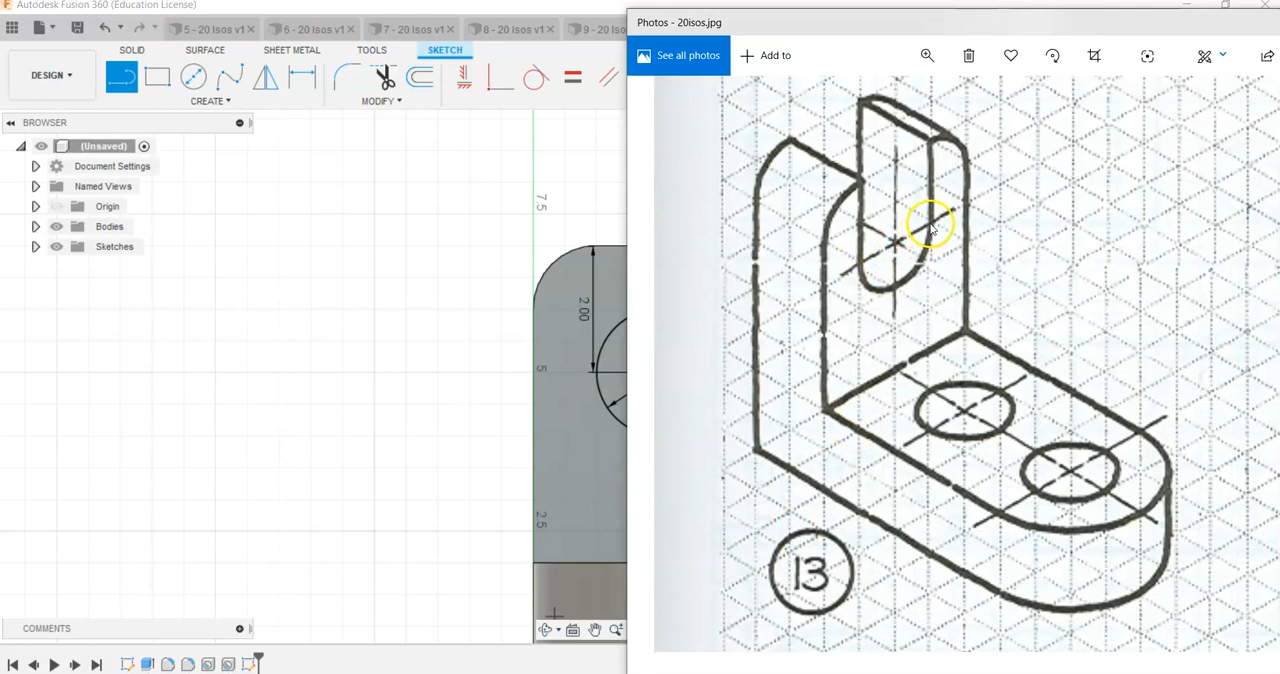 Autodesk Fusion 360 (Education License)
5 - 20 Isos v1
6 - 20 Isos v1
7 - 20 Isos v1
8 - 20 Isos v1
9 - 20 Isos
SOLID
SURFACE
SHEET METAL
TOOLS
SKETCH
DESIGN
CREATE
MODIFY
BROWSER
(Unsaved)
Document Settings
Named Views
Origin
Bodies
Sketches
7.5
2.00
5
2.5
COMMENTS
Photos - 20isos.jpg
See all photos
Add to
13